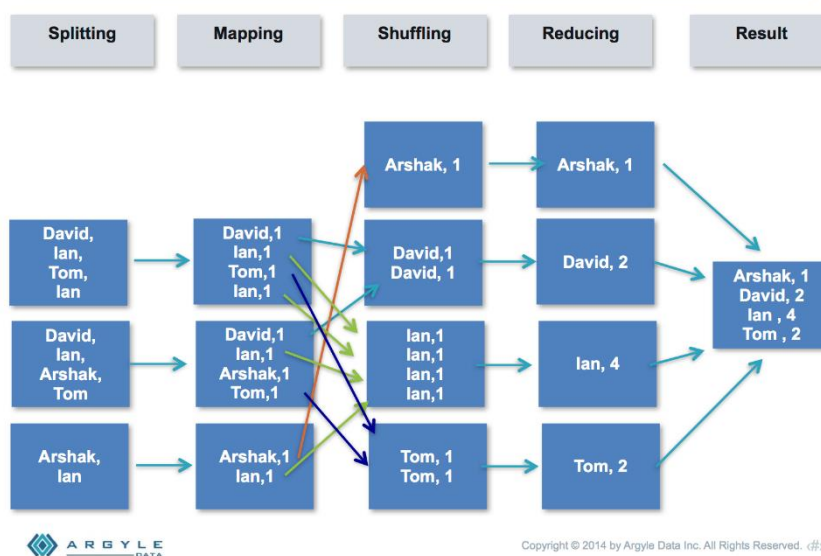 Splitting
Mapping
Shuffling
Reducing
Result
David,
Ian,
Tom,
Ian
David,
Ian,
Arshak,
Tom
Arshak,
Ian
David,1
Ian,1
Tom,1
Ian,1
David,1
Ian,1
Arshak,1
Tom,1
Arshak,1
Ian,1
Arshak, 1
David,1
David, 1
Ian,1
Ian,1
Ian,1
Ian,1
Tom, 1
Tom, 1
Arshak, 1
David, 2
Ian, 4
Tom, 2
Arshak, 1
David, 2
Ian , 4
Tom , 2
ARGYLE
DATA
Copyright © 2014 by Argyle Data Inc. All Rights Reserved.